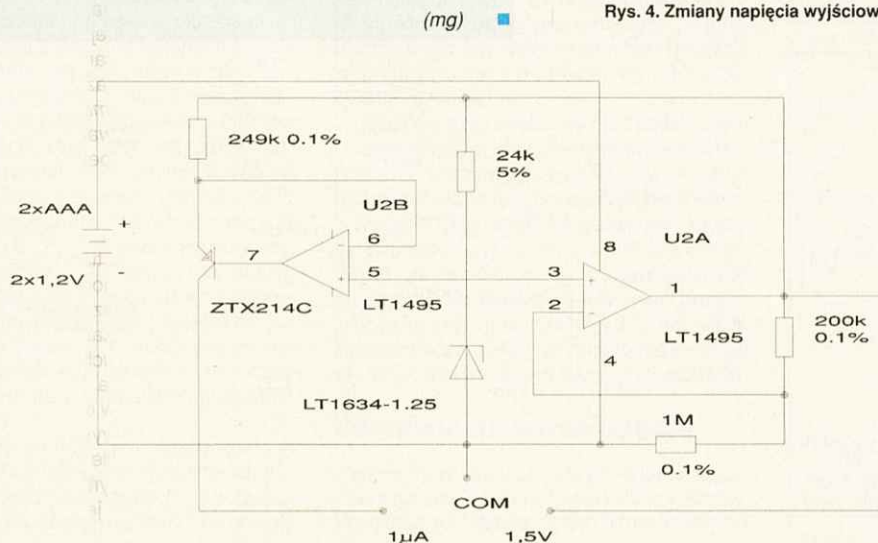 (mg)
Rys. 4. Zmiany napięcia wyjściow
249k 0.1%
24k
5%
2xAAA
+
-
2x1,2V
U2B
7
6
-
5
+
ZTX214C
LT1495
U2A
8
3
+
2
-
1
4
LT1495
200k
0.1%
LT1634-1.25
1M
0.1%
COM
1µA
1,5V